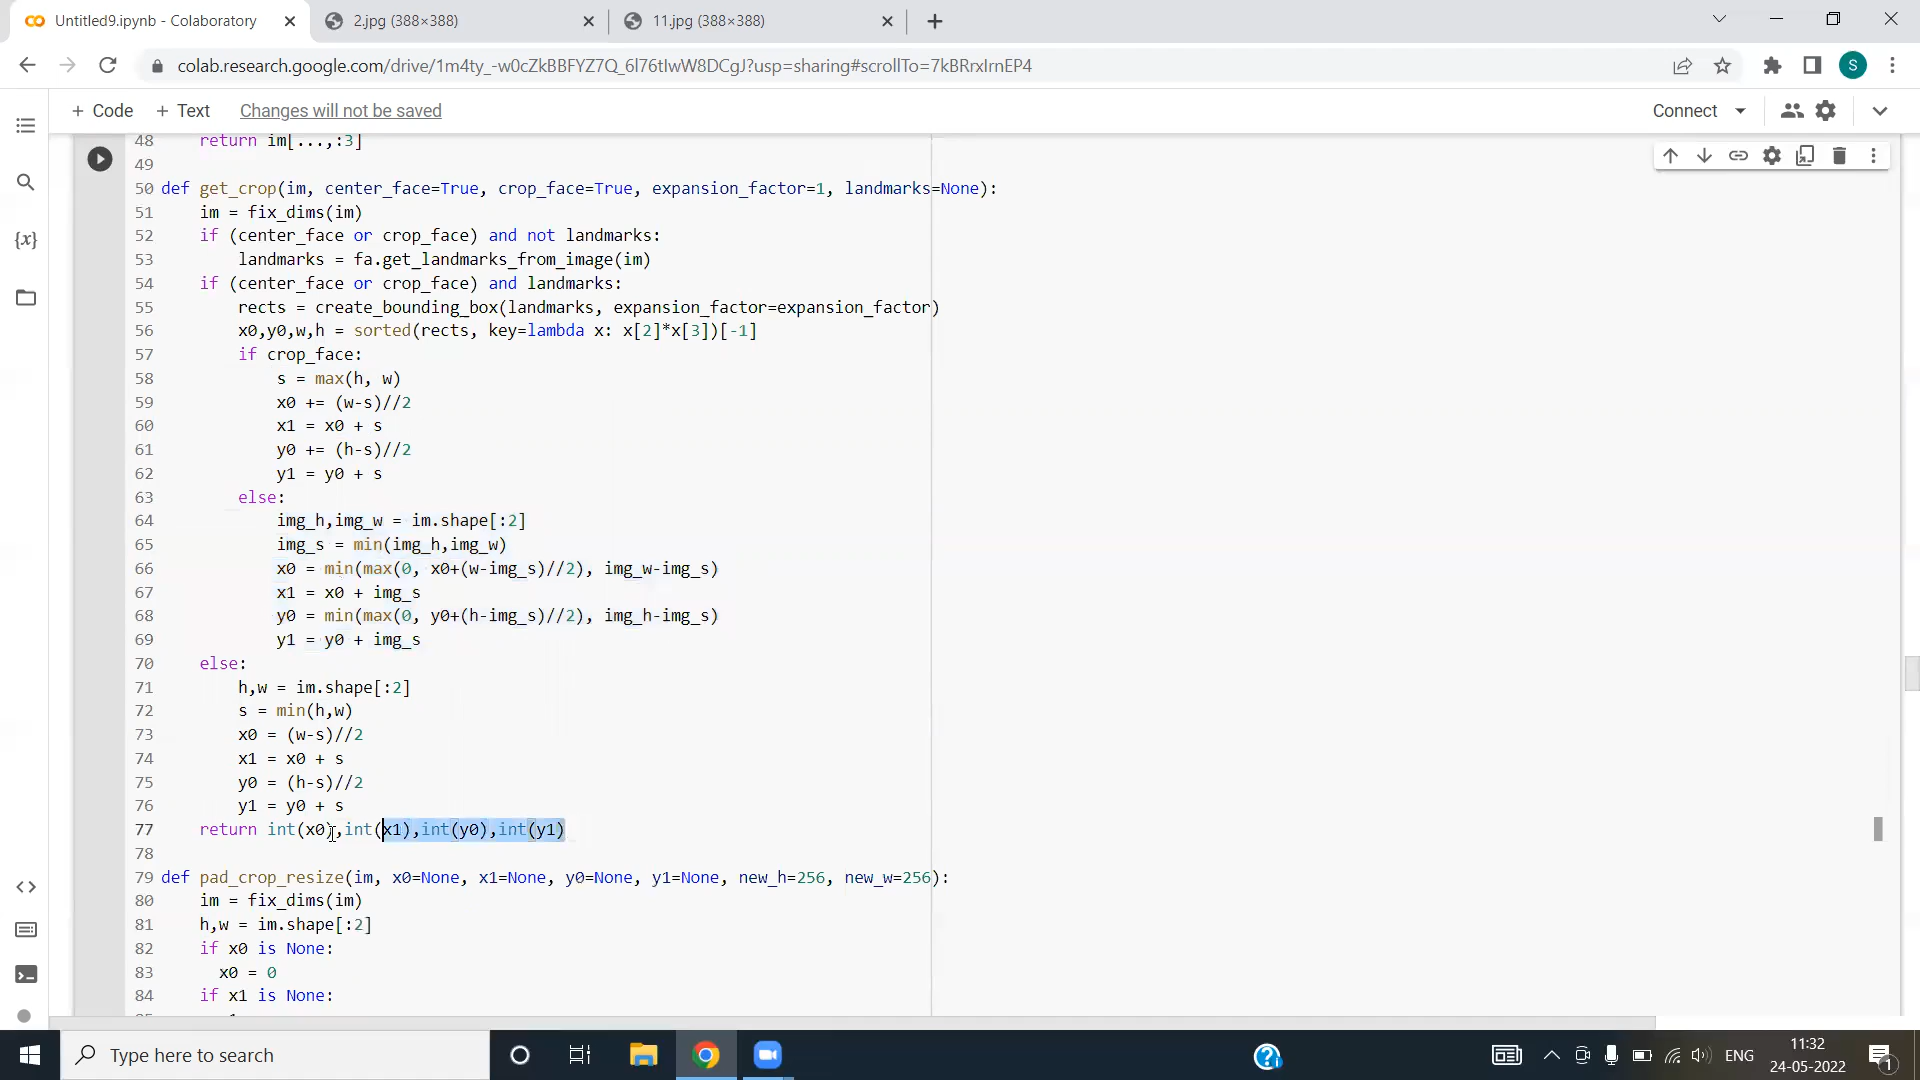 Untitled9.ipynb - Colaboratory
2.jpg (388×388)
11.jpg (388×388)
colab.research.google.com/drive/1m4ty_-w0cZkBBFYZ7Q_6l76tIwW8DCgJ?usp=sharing#scrollTo=7kBRrxIrnEP4
S
+ Code + Text Changes will not be saved
Connect
48 return im[...,:3]
49
50 def get_crop(im, center_face=True, crop_face=True, expansion_factor=1, landmarks=None):
51 im = fix_dims(im)
52 if (center_face or crop_face) and not landmarks:
53 landmarks = fa.get_landmarks_from_image(im)
54 if (center_face or crop_face) and landmarks:
55 rects = create_bounding_box(landmarks, expansion_factor=expansion_factor)
56 x0,y0,w,h = sorted(rects, key=lambda x: x[2]*x[3])[-1]
57 if crop_face:
58 s = max(h, w)
59 x0 += (w-s)//2
60 x1 = x0 + s
61 y0 += (h-s)//2
62 y1 = y0 + s
63 else:
64 img_h,img_w = im.shape[:2]
65 img_s = min(img_h,img_w)
66 x0 = min(max(0, x0+(w-img_s)//2), img_w-img_s)
67 x1 = x0 + img_s
68 y0 = min(max(0, y0+(h-img_s)//2), img_h-img_s)
69 y1 = y0 + img_s
70 else:
71 h,w = im.shape[:2]
72 s = min(h,w)
73 x0 = (w-s)//2
74 x1 = x0 + s
75 y0 = (h-s)//2
76 y1 = y0 + s
77 return int(x0),int(x1),int(y0),int(y1)
78
79 def pad_crop_resize(im, x0=None, x1=None, y0=None, y1=None, new_h=256, new_w=256):
80 im = fix_dims(im)
81 h,w = im.shape[:2]
82 if x0 is None:
83 x0 = 0
84 if x1 is None:
{x}
Type here to search
ENG
11:32
24-05-2022
1